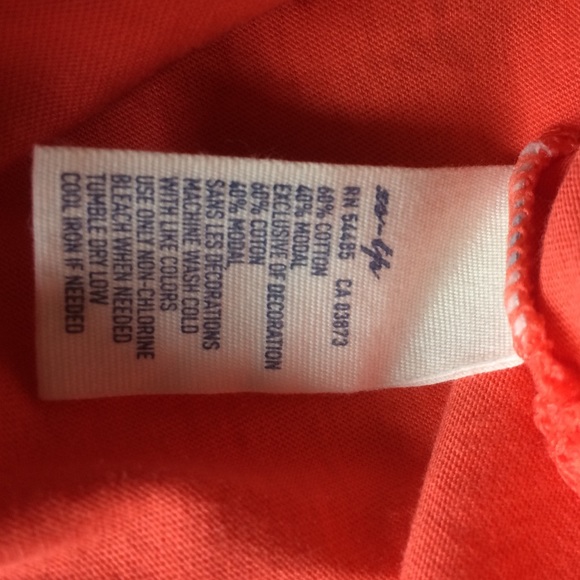 RN 54485 CA 03873
60% COTTON
40% MODAL
EXCLUSIVE OF DECORATION
60% COTON
40% MODAL
SANS LES DECORATIONS
MACHINE WASH COLD
WITH LIKE COLORS
USE ONLY NON-CHLORINE
BLEACH WHEN NEEDED
TUMBLE DRY LOW
COOL IRON IF NEEDED